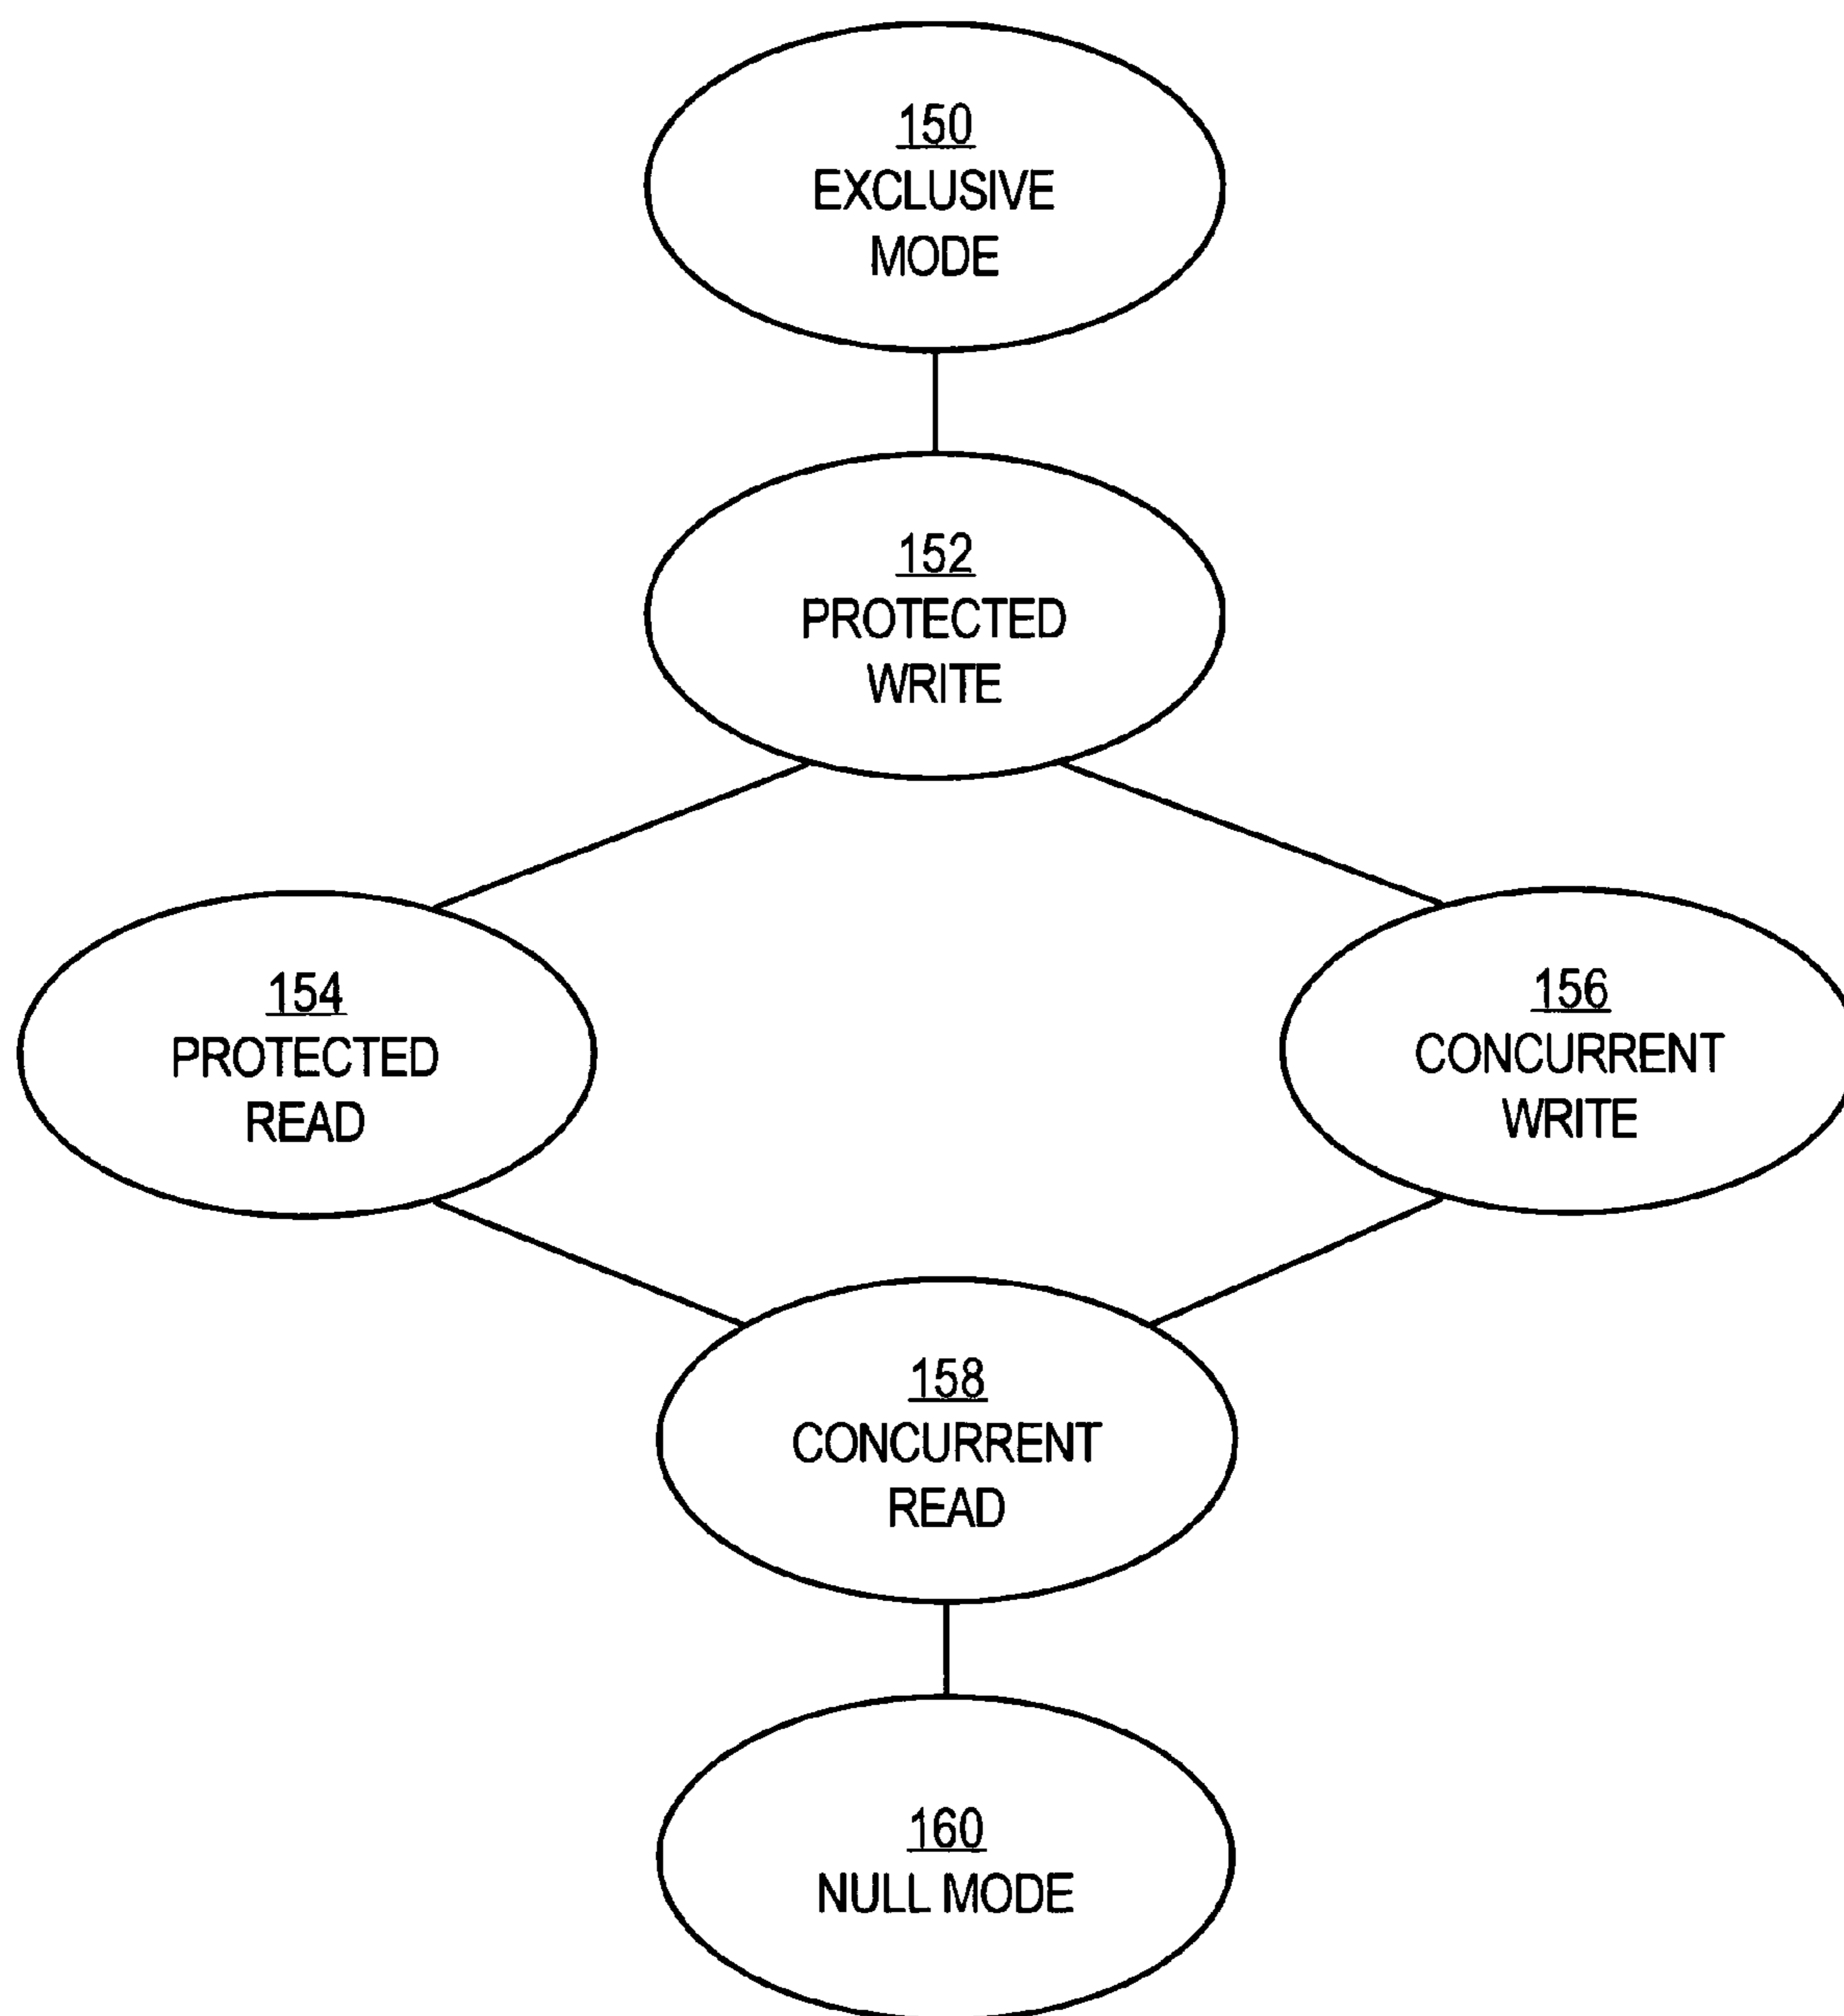 150
EXCLUSIVE
MODE
152
PROTECTED
WRITE
154
PROTECTED
READ
156
CONCURRENT
WRITE
158
CONCURRENT
READ
160
NULL MODE